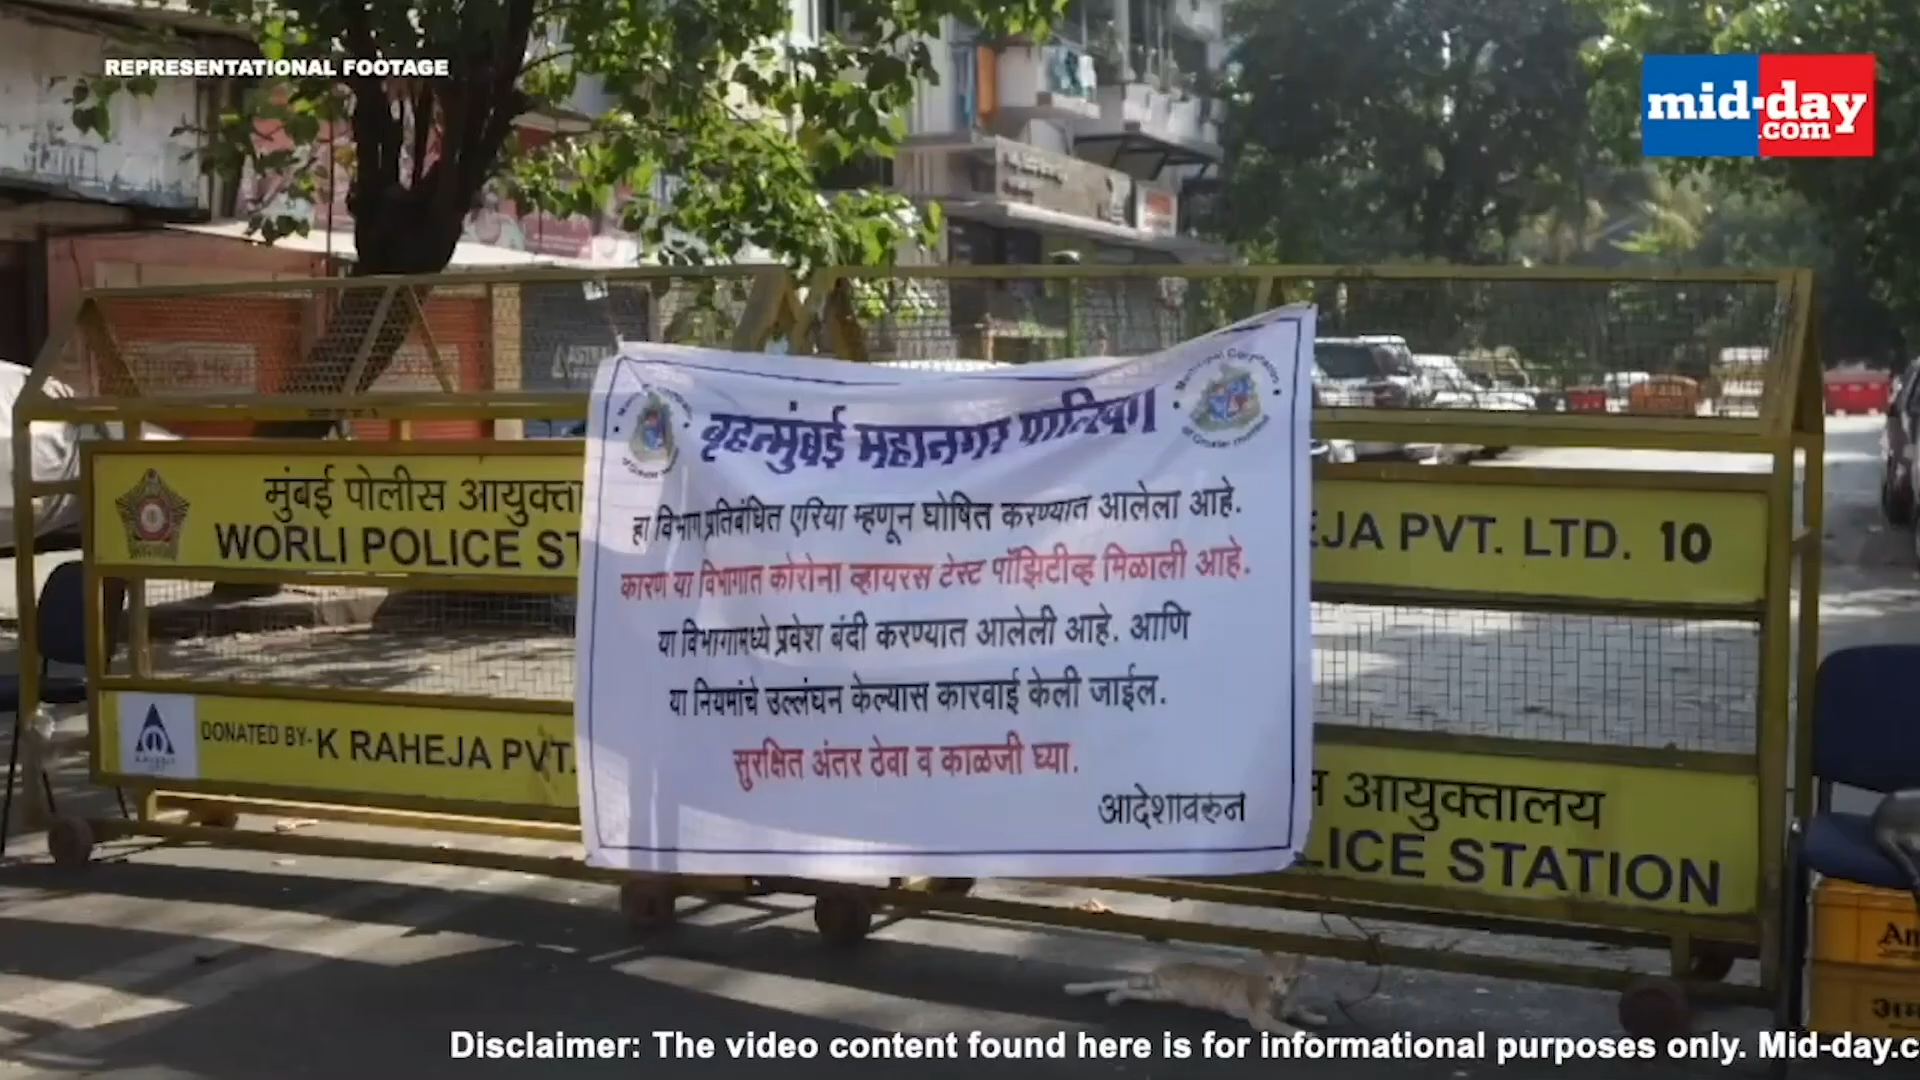 REPRESENTATIONAL FOOTAGE
mid-day
.com
बृहन्मुंबई महानगर पालिका
हा विभाग प्रतिबंधित एरिया म्हणून घोषित करण्यात आलेला आहे.
कारण या विभागात कोरोना व्हायरस टेस्ट पॉझिटीव्ह मिळाली आहे.
या विभागामध्ये प्रवेश बंदी करण्यात आलेली आहे. आणि
या नियमांचे उल्लंघन केल्यास कारवाई केली जाईल.
सुरक्षित अंतर ठेवा व काळजी घ्या.
आदेशावरुन
मुंबई पोलीस आयुक्ता
WORLI POLICE ST
DONATED BY- K RAHEJA PVT.
EJA PVT. LTD. 10
स आयुक्तालय
LICE STATION
Disclaimer: The video content found here is for informational purposes only. Mid-day.c